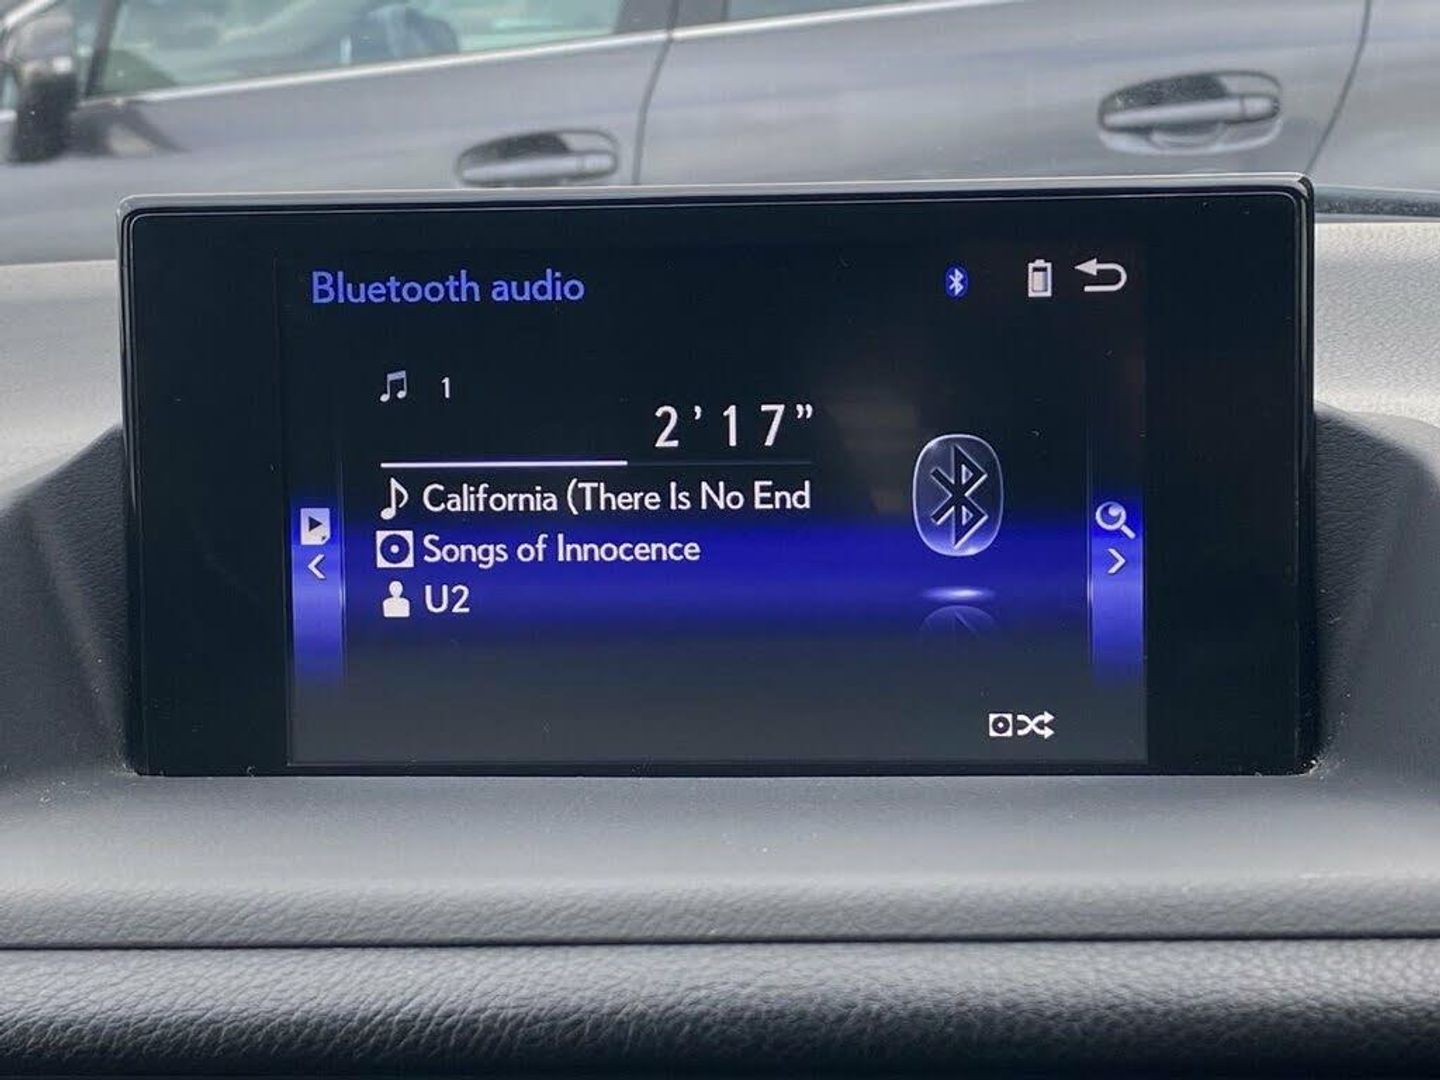 Bluetooth audio
1
2'17"
California (There Is No End
Songs of Innocence
U2